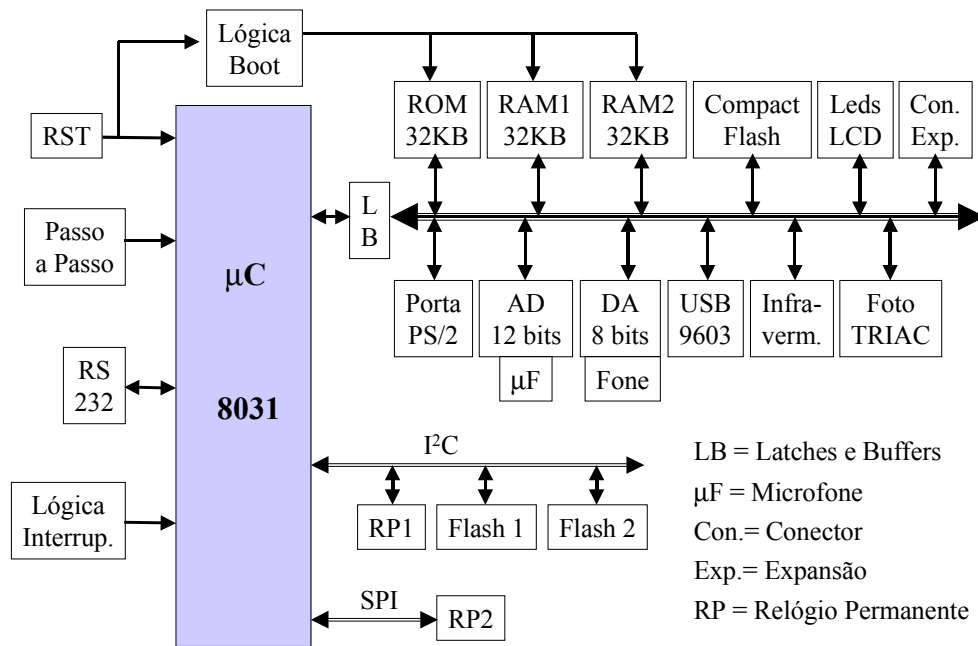 Lógica
Boot
RST
ROM
32KB
RAM1
32KB
RAM2
32KB
Compact
Flash
Leds
LCD
Con.
Exp.
L
B
Passo
a Passo
µC
8031
Porta
PS/2
AD
12 bits
µF
DA
8 bits
Fone
USB
9603
Infra-
verm.
Foto
TRIAC
RS
232
I²C
RP1
Flash 1
Flash 2
Lógica
Interrup.
SPI
RP2
LB = Latches e Buffers
µF = Microfone
Con.= Conector
Exp.= Expansão
RP = Relógio Permanente